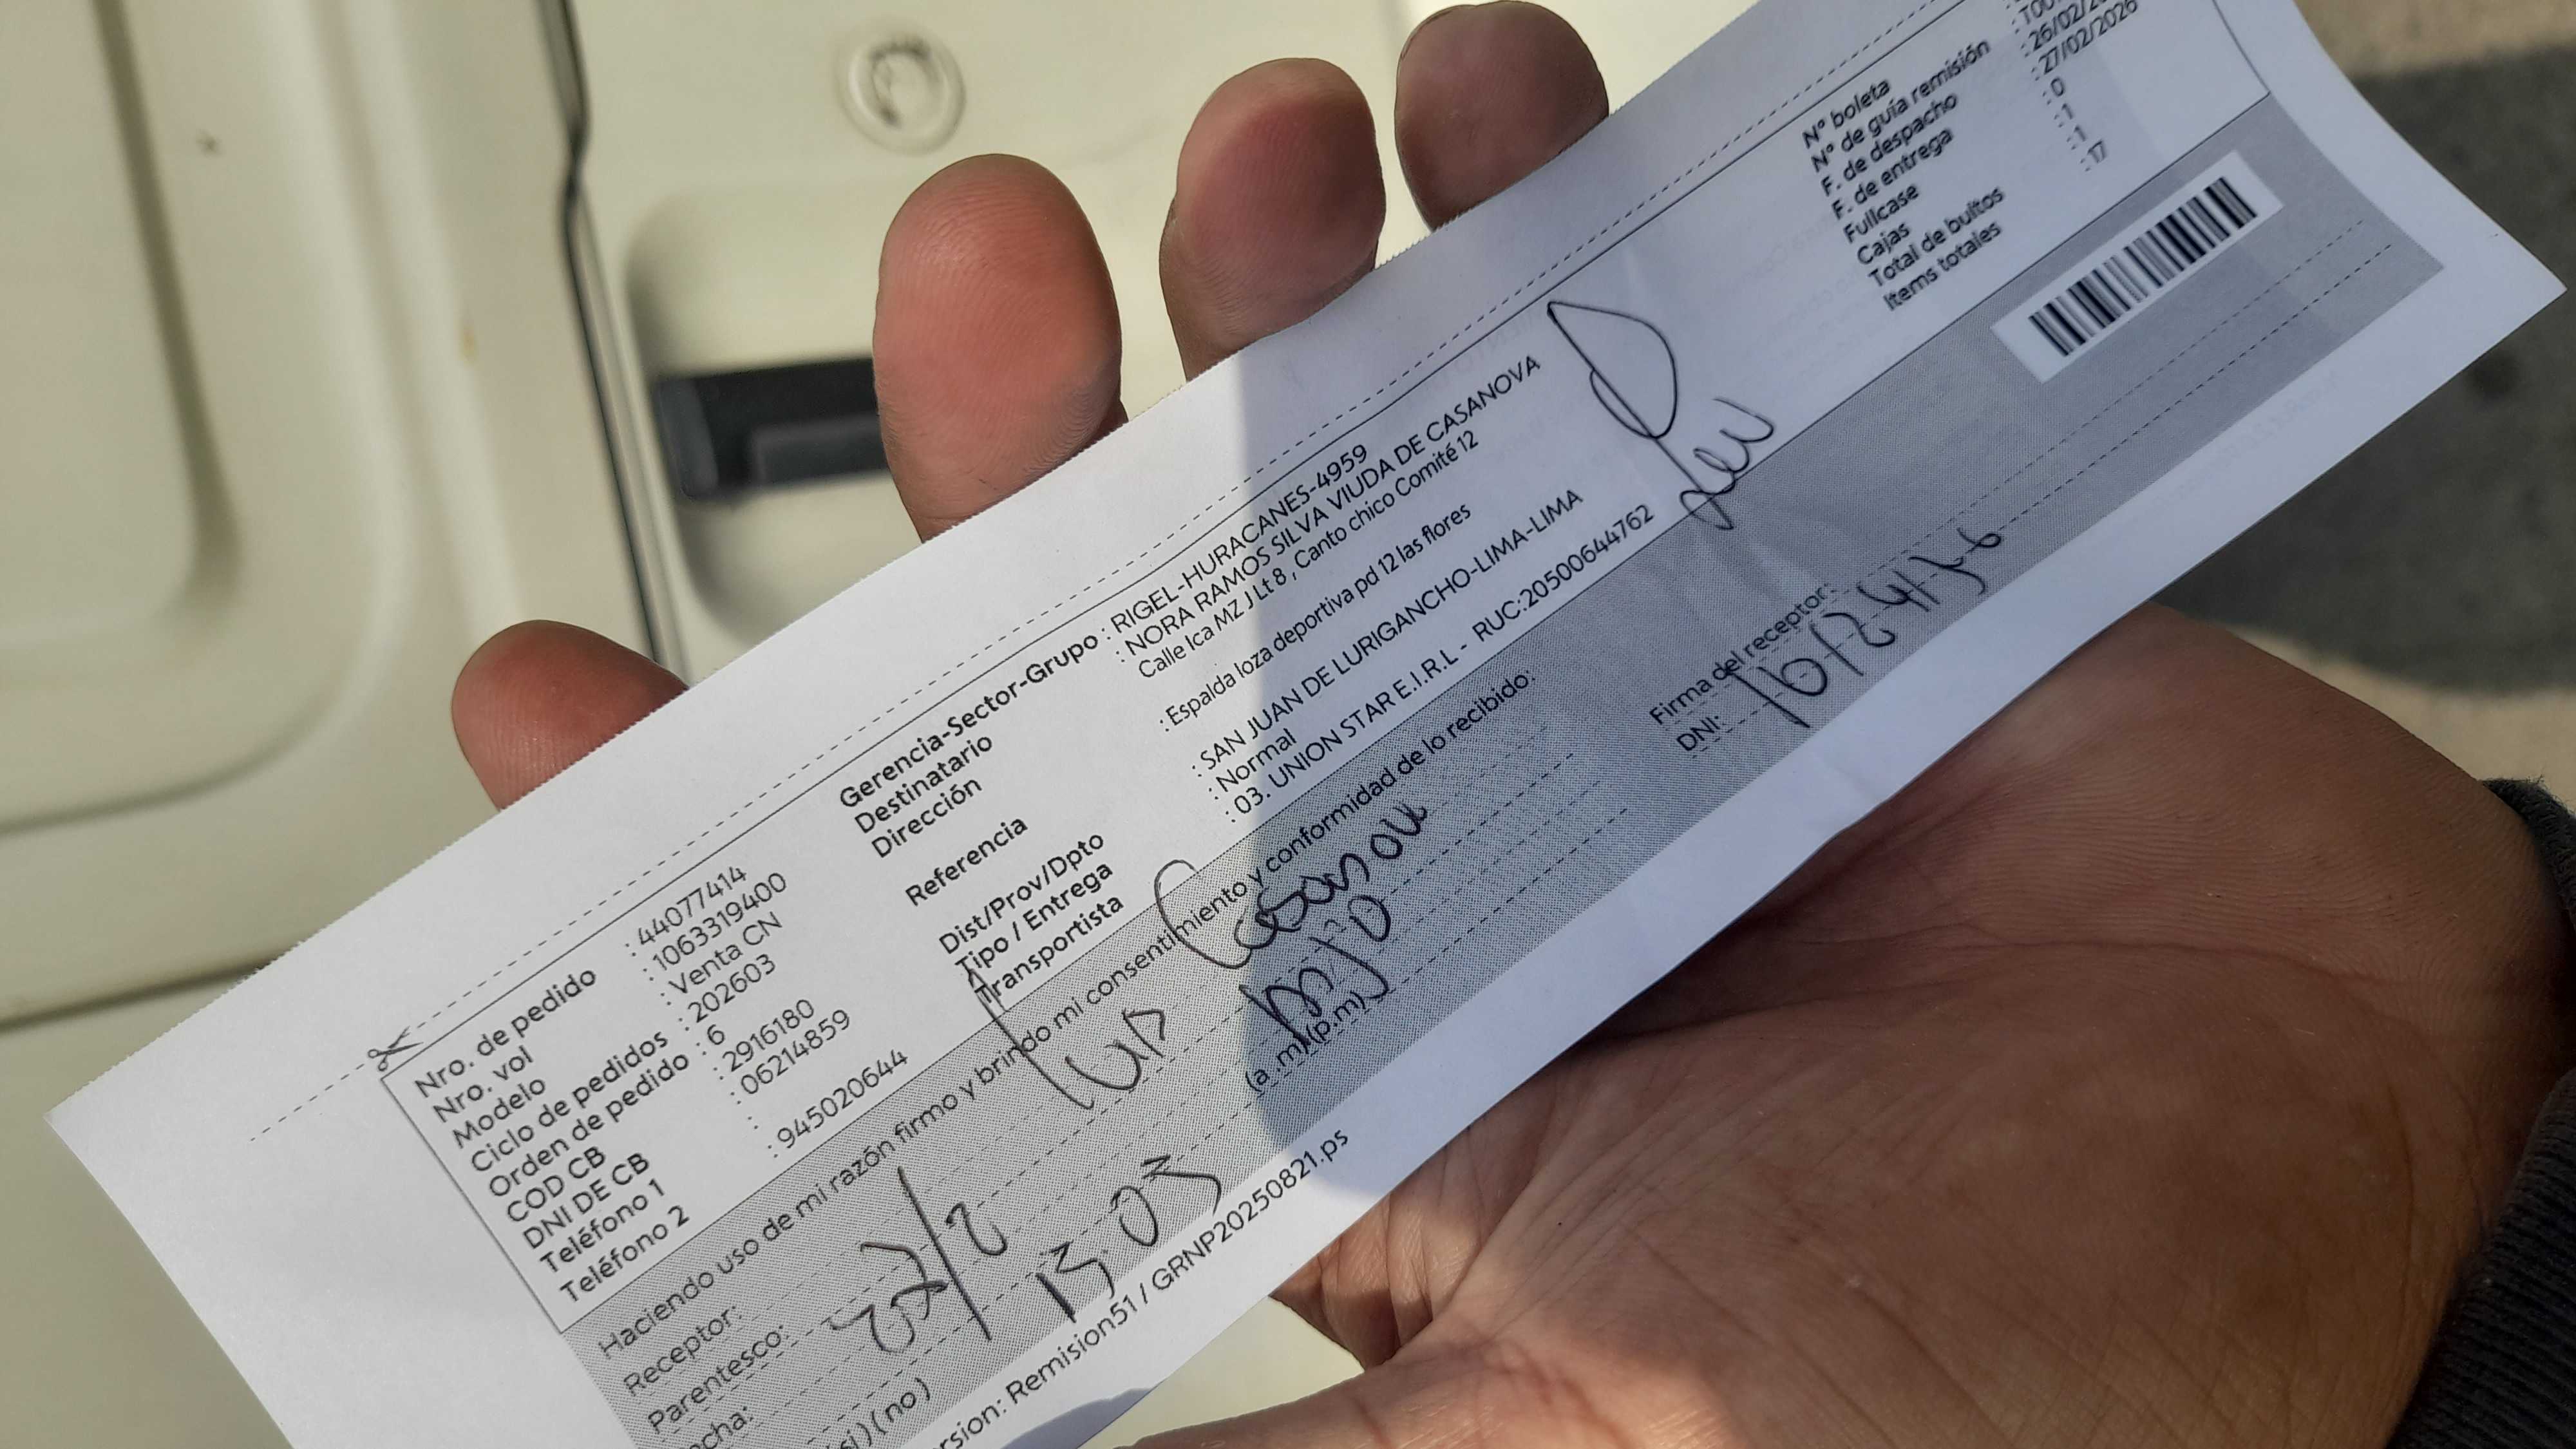 Nro. de pedido : 44077414
Nro. vol : 1063319400
Modelo : Venta CN
Ciclo de pedidos : 202603
Orden de pedido : 6
COD CB : 2916180
DNI DE CB : 06214859
Teléfono 1 :
Teléfono 2 : 945020644
Gerencia-Sector-Grupo : RIGEL-HURACANES-4959
Destinatario : NORA RAMOS SILVA VIUDA DE CASANOVA
Dirección : Calle Ica MZ J Lt 8 , Canto chico Comité 12
Referencia : Espalda loza deportiva pd 12 las flores
Dist/Prov/Dpto : SAN JUAN DE LURIGANCHO-LIMA-LIMA
Tipo / Entrega : Normal
Transportista : 03. UNION STAR E.I.R.L - RUC:20500644762
Nº boleta
Nº de guía remisión
F. de despacho : 26/02/
F. de entrega : 27/02/2026
Fullcase : 0
Cajas : 1
Total de bultos : 1
Items totales : 17
Haciendo uso de mi razón firmo y brindo mi consentimiento y conformidad de lo recibido:
Receptor:
Parentesco:
cha: 27/2
si ) ( no ) 13:03 (a .m) (p.m)
Firma del receptor:
DNI:
rsion: Remision51 / GRNP20250821.ps